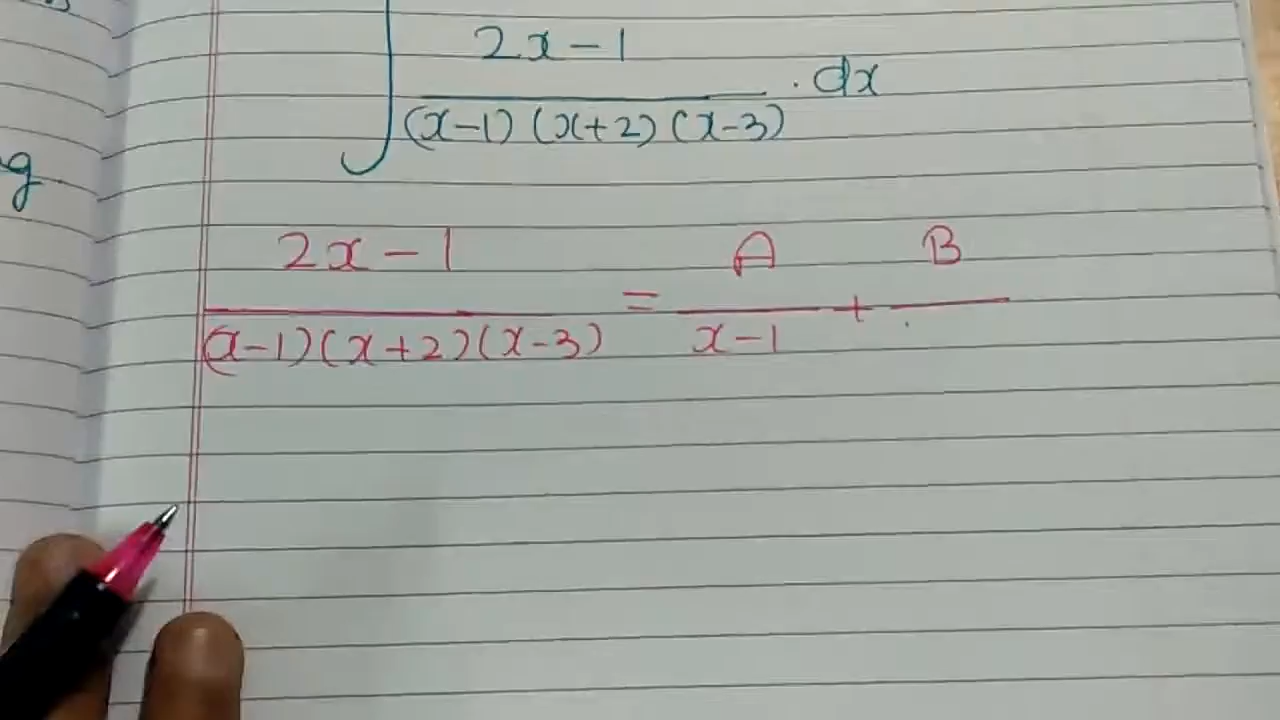 g
∫ 2x-1 / (x-1) (x+2) (x-3) . dx
2x-1 / (x-1)(x+2)(x-3) = A / x-1 + B /